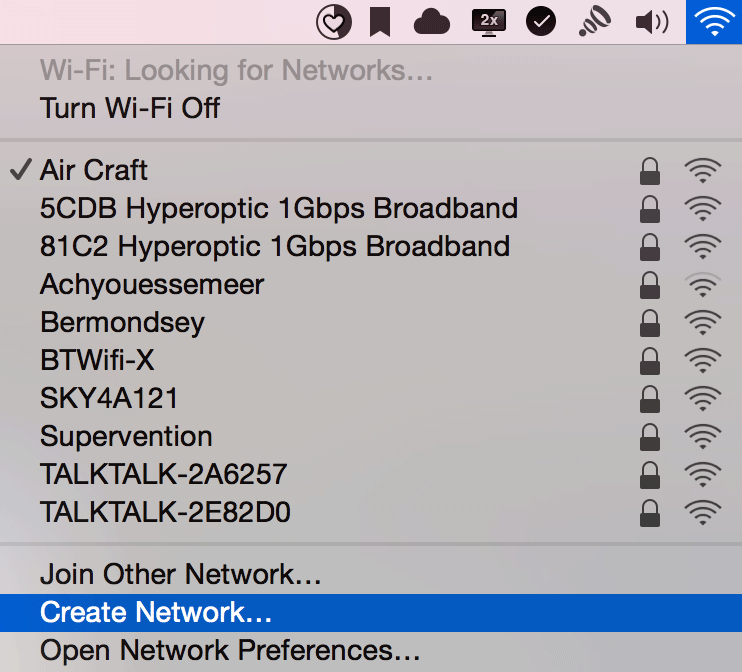 2x
Wi-Fi: Looking for Networks...
Turn Wi-Fi Off
Air Craft
5CDB Hyperoptic 1Gbps Broadband
81C2 Hyperoptic 1Gbps Broadband
Achyouessemeer
Bermondsey
BTWifi-X
SKY4A121
Supervention
TALKTALK-2A6257
TALKTALK-2E82D0
Join Other Network...
Create Network...
Open Network Preferences...